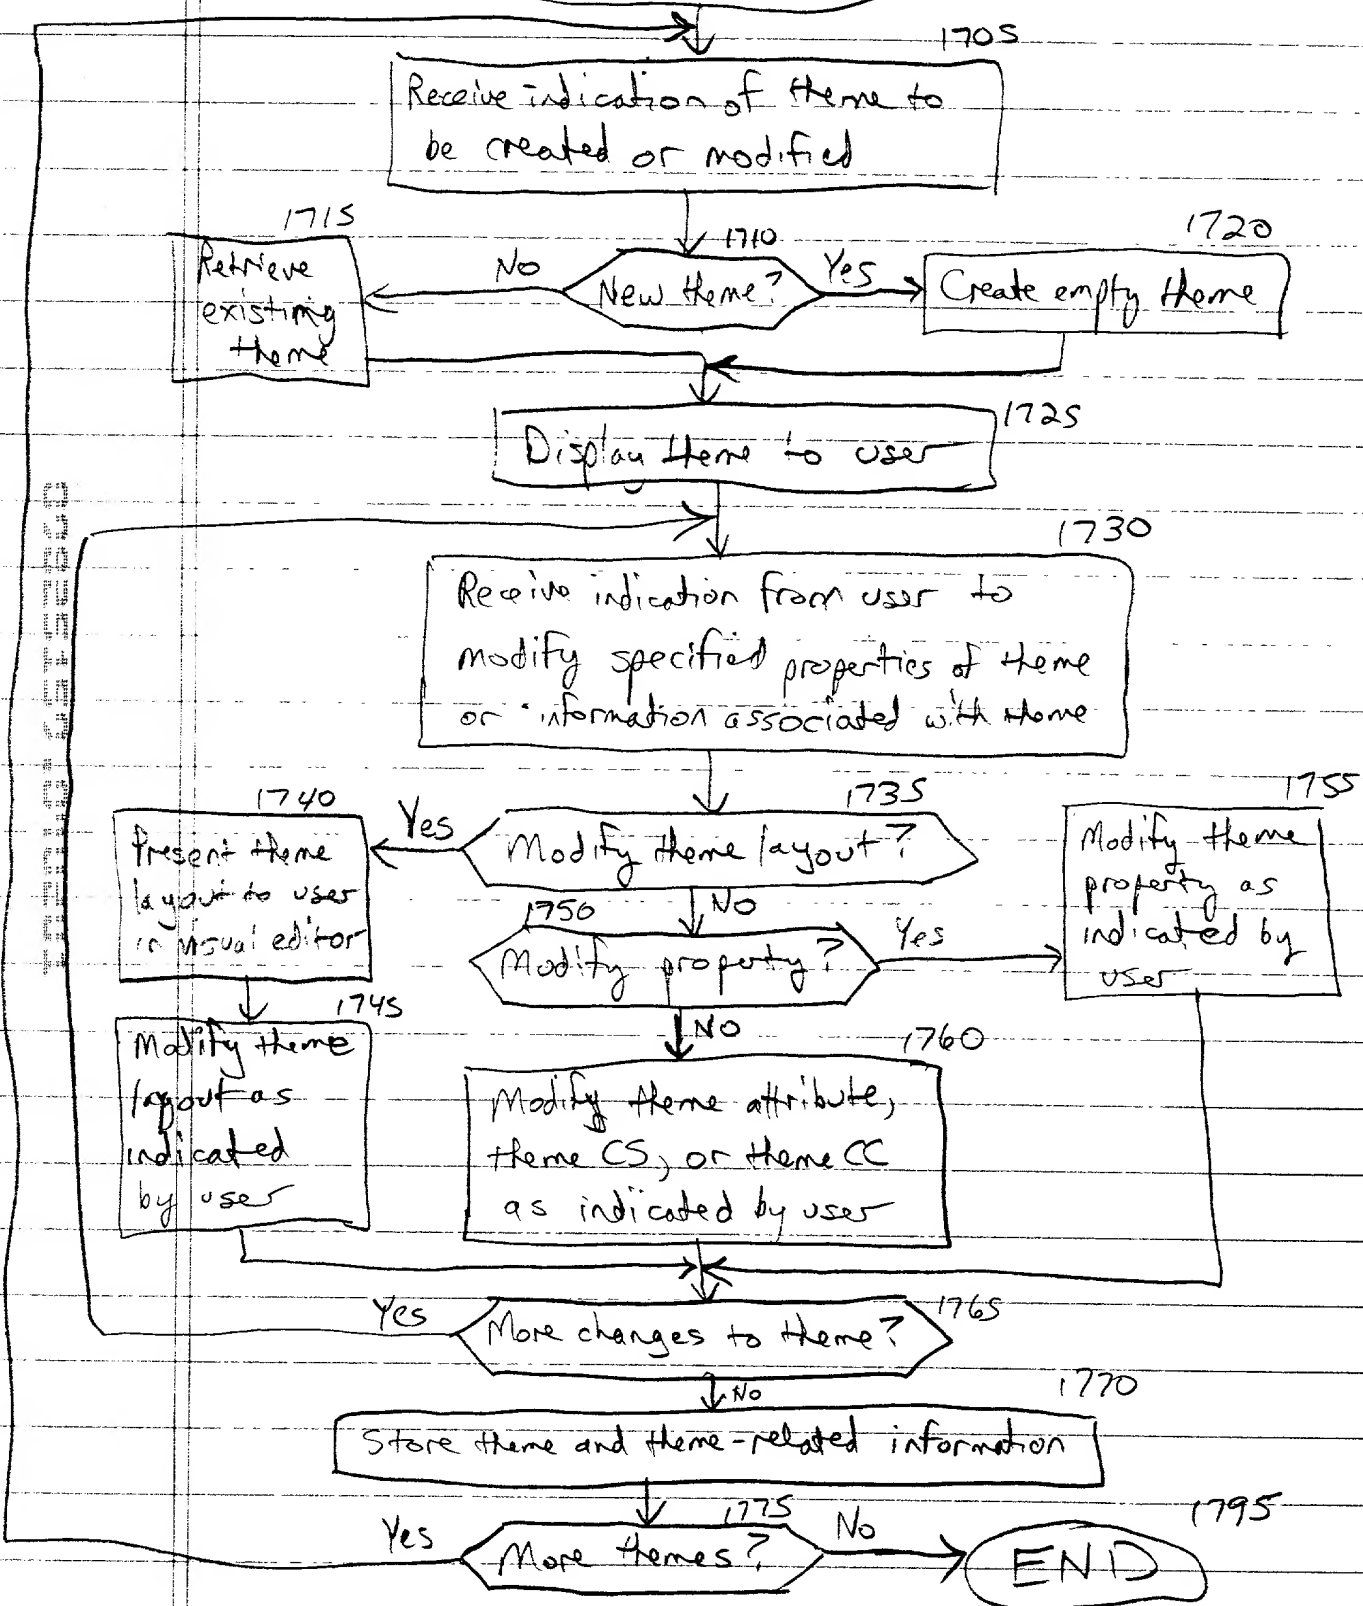 1705
Receive indication of theme to
be created or modified
1715
1710
1720
Retrieve
existing
theme
No
New theme?
Yes
Create empty theme
1725
Display theme to user
1730
Receive indication from user to
modify specified properties of theme
or information associated with theme
1740
Present theme
layout to user
in visual editor
Yes
1735
Modify theme layout?
No
1755
Modify theme
property as
indicated by
user
1750
Modify property?
Yes
No
1745
Modify theme
layout as
indicated
by user
1760
Modify theme attribute,
theme CS, or theme CC
as indicated by user
Yes
1765
More changes to theme?
No
1770
Store theme and theme-related information
1775
Yes
More themes?
No
1795
END